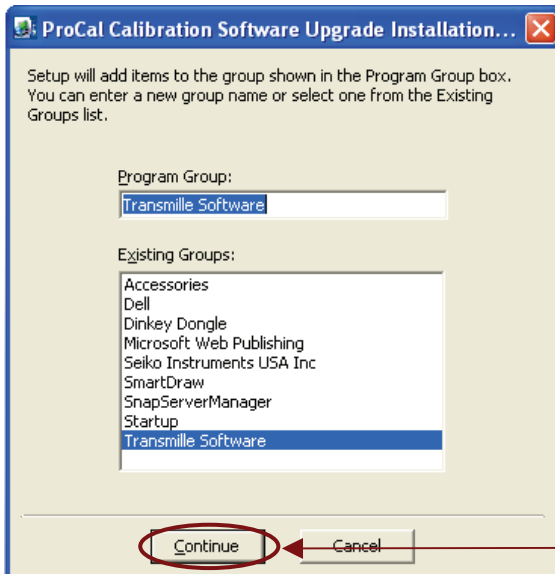 ProCal Calibration Software Upgrade Installation...
Setup will add items to the group shown in the Program Group box.
You can enter a new group name or select one from the Existing
Groups list.
Program Group:
Transmille Software
Existing Groups:
Accessories
Dell
Dinkey Dongle
Microsoft Web Publishing
Seiko Instruments USA Inc
SmartDraw
SnapServerManager
Startup
Transmille Software
Continue
Cancel